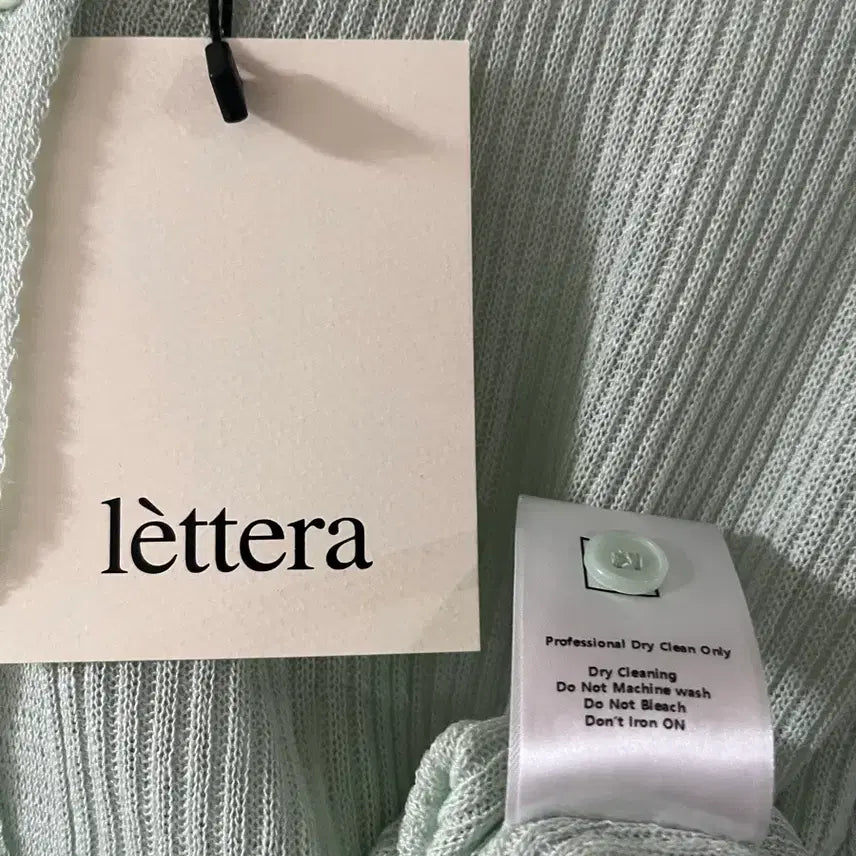 lèttera
Professional Dry Clean Only
Dry Cleaning
Do Not Machine wash
Do Not Bleach
Don't Iron ON